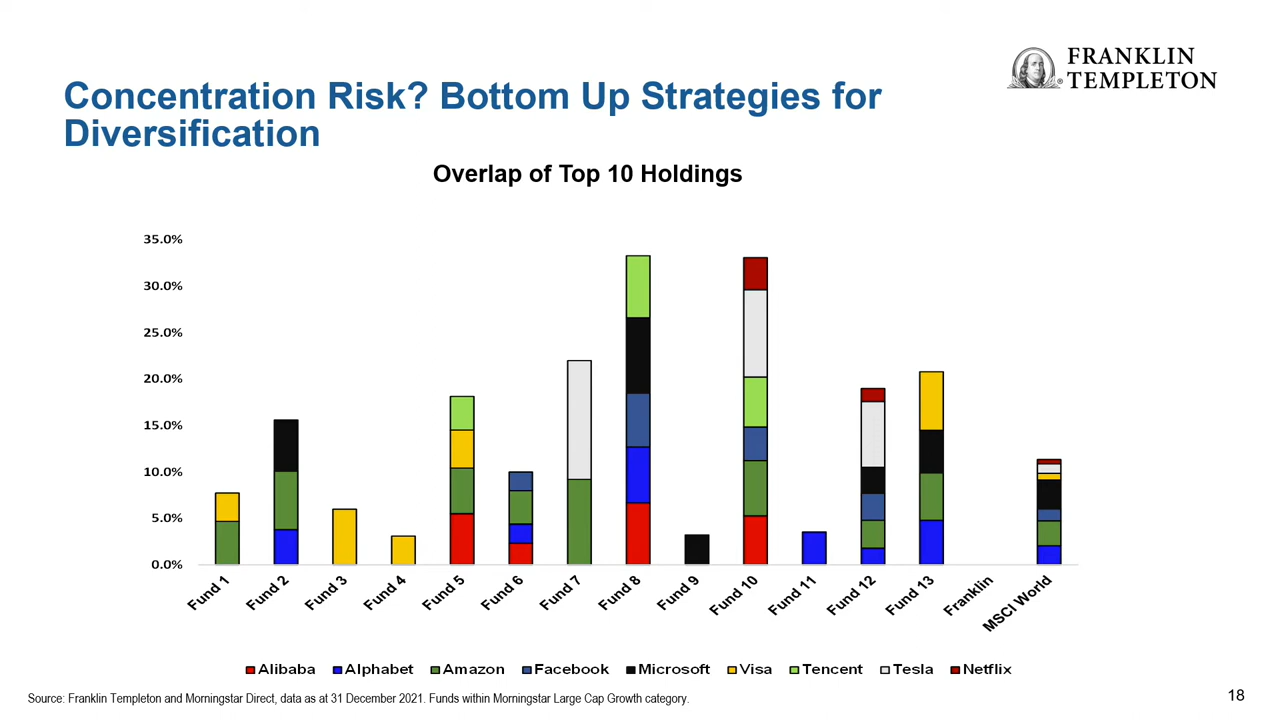 FRANKLIN
TEMPLETON
Concentration Risk? Bottom Up Strategies for
Diversification
Overlap of Top 10 Holdings
35.0%
30.0%
25.0%
20.0%
15.0%
10.0%
5.0%
0.0%
Fund 1
Fund 2
Fund 3
Fund 4
Fund 5
Fund 6
Fund 7
Fund 8
Fund 9
Fund 10
Fund 11
Fund 12
Fund 13
Franklin
MSCI World
Alibaba Alphabet Amazon Facebook Microsoft Visa Tencent Tesla Netflix
Source: Franklin Templeton and Morningstar Direct, data as at 31 December 2021. Funds within Morningstar Large Cap Growth category.
18